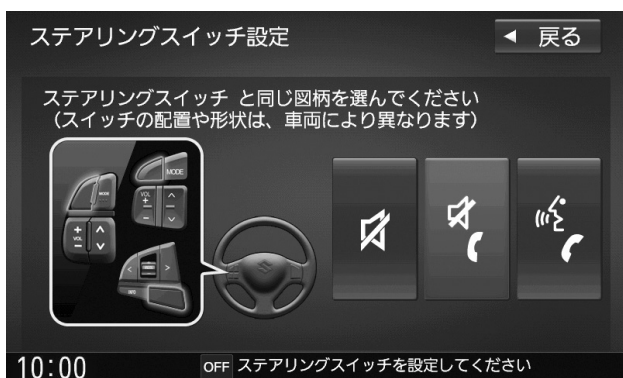 ステアリングスイッチ設定
◀ 戻る
ステアリングスイッチ と同じ図柄を選んでください
（スイッチの配置や形状は、車両により異なります）
MODE
MODE
VOL
+
−
+
VOL
−
INFO
10:00
OFF ステアリングスイッチを設定してください